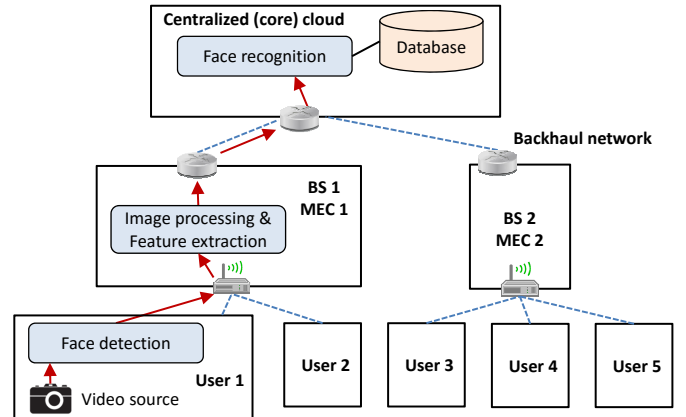 Centralized (core) cloud
Face recognition
Database
Backhaul network
BS 1
MEC 1
Image processing &
Feature extraction
BS 2
MEC 2
Face detection
User 1
Video source
User 2
User 3
User 4
User 5